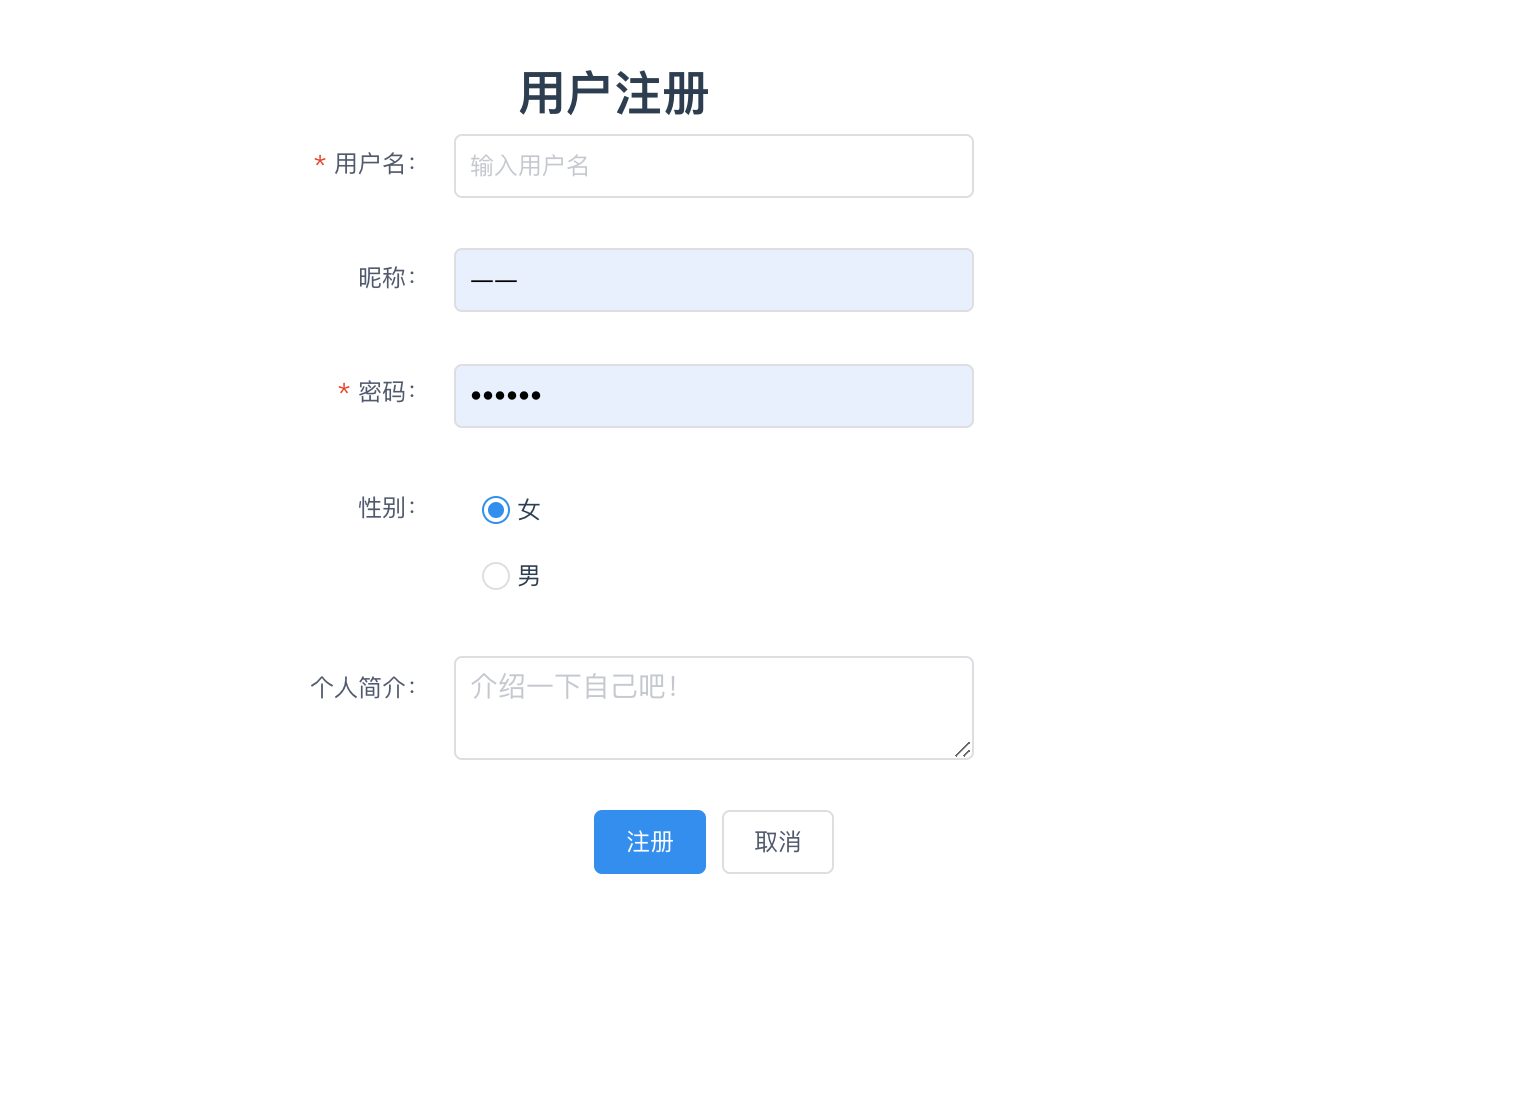 用户注册
* 用户名：
输入用户名
昵称：
——
* 密码：
••••••
性别：
女
男
个人简介：
介绍一下自己吧！
注册
取消